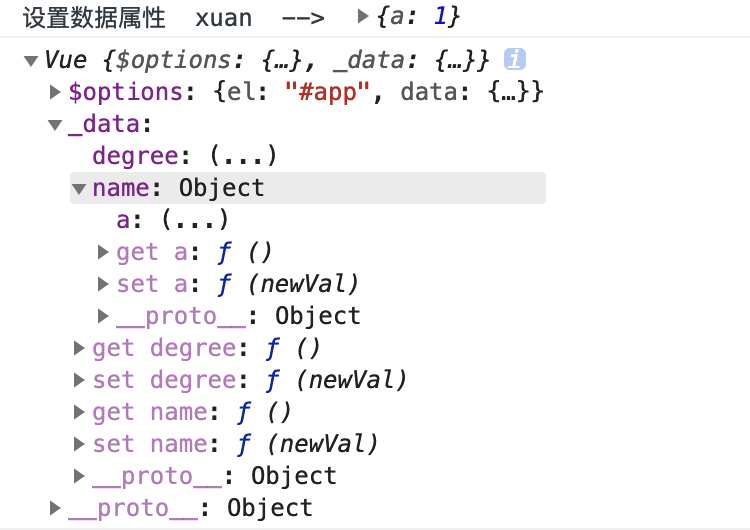 设置数据属性 xuan --> ▶{a: 1}
▼Vue {$options: {…}, _data: {…}} i
▶$options: {el: "#app", data: {…}}
▼_data:
degree: (...)
▼name: Object
a: (...)
▶get a: ƒ ()
▶set a: ƒ (newVal)
▶__proto__: Object
▶get degree: ƒ ()
▶set degree: ƒ (newVal)
▶get name: ƒ ()
▶set name: ƒ (newVal)
▶__proto__: Object
▶__proto__: Object